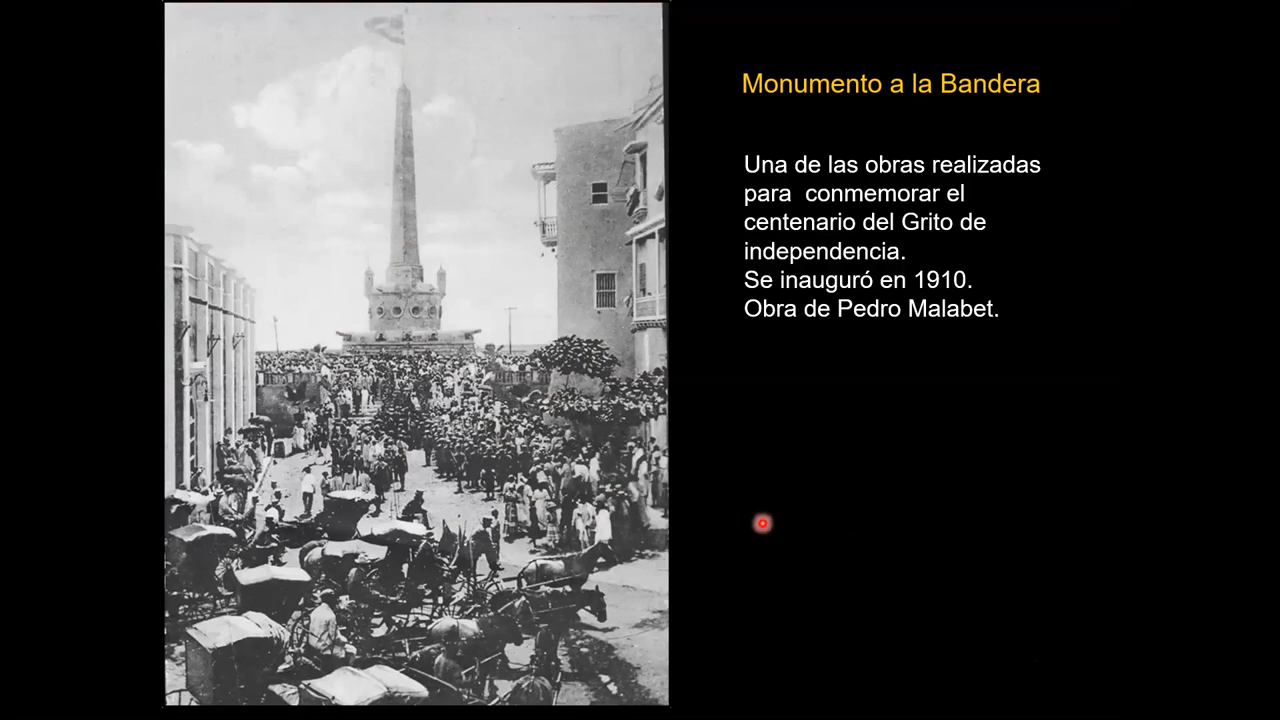 Monumento a la Bandera
Una de las obras realizadas
para  conmemorar el
centenario del Grito de
independencia.
Se inauguró en 1910.
Obra de Pedro Malabet.